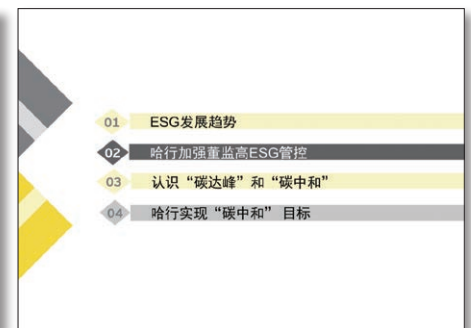 01 ESG发展趋势
02 哈行加强董监高ESG管控
03 认识“碳达峰”和“碳中和”
04 哈行实现“碳中和” 目标